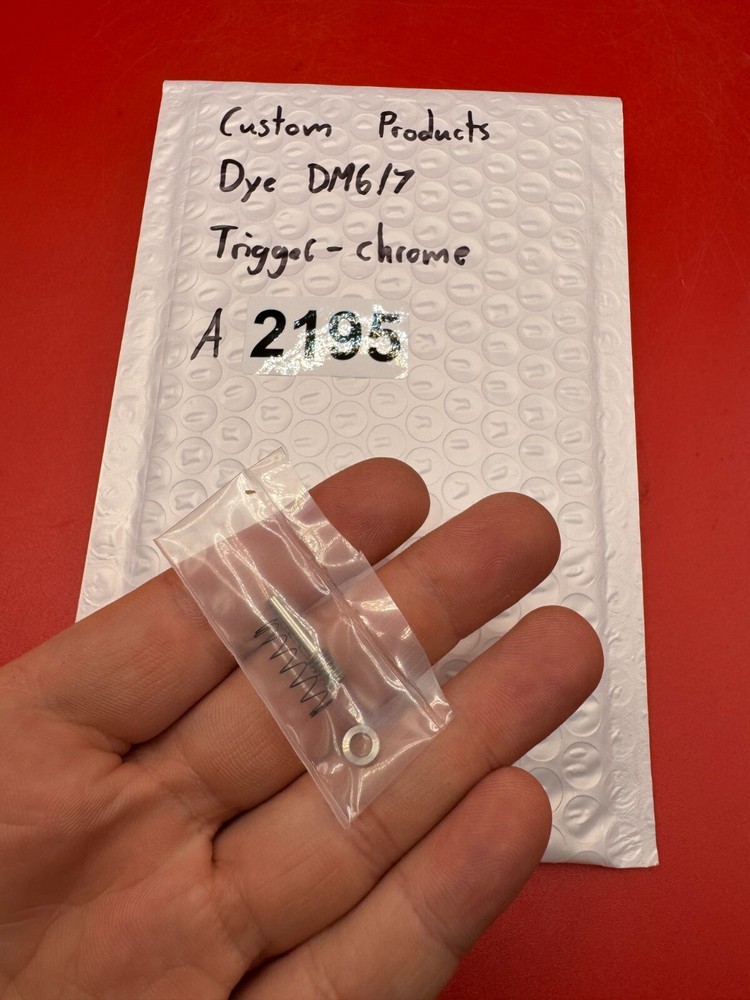 Custom Products
Dye DM6/7
Trigger-chrome
A 2195